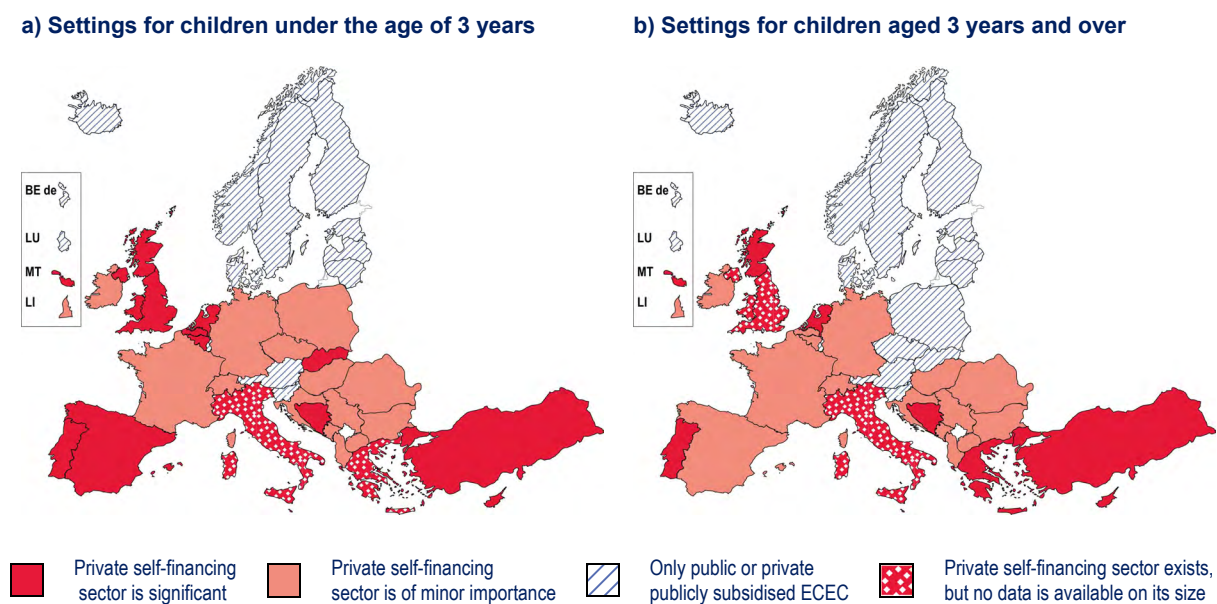 a) Settings for children under the age of 3 years
b) Settings for children aged 3 years and over
BE de
LU
MT
LI
BE de
LU
MT
LI
Private self-financing
sector is significant
Private self-financing
sector is of minor importance
Only public or private
publicly subsidised ECEC
Private self-financing sector exists,
but no data is available on its size